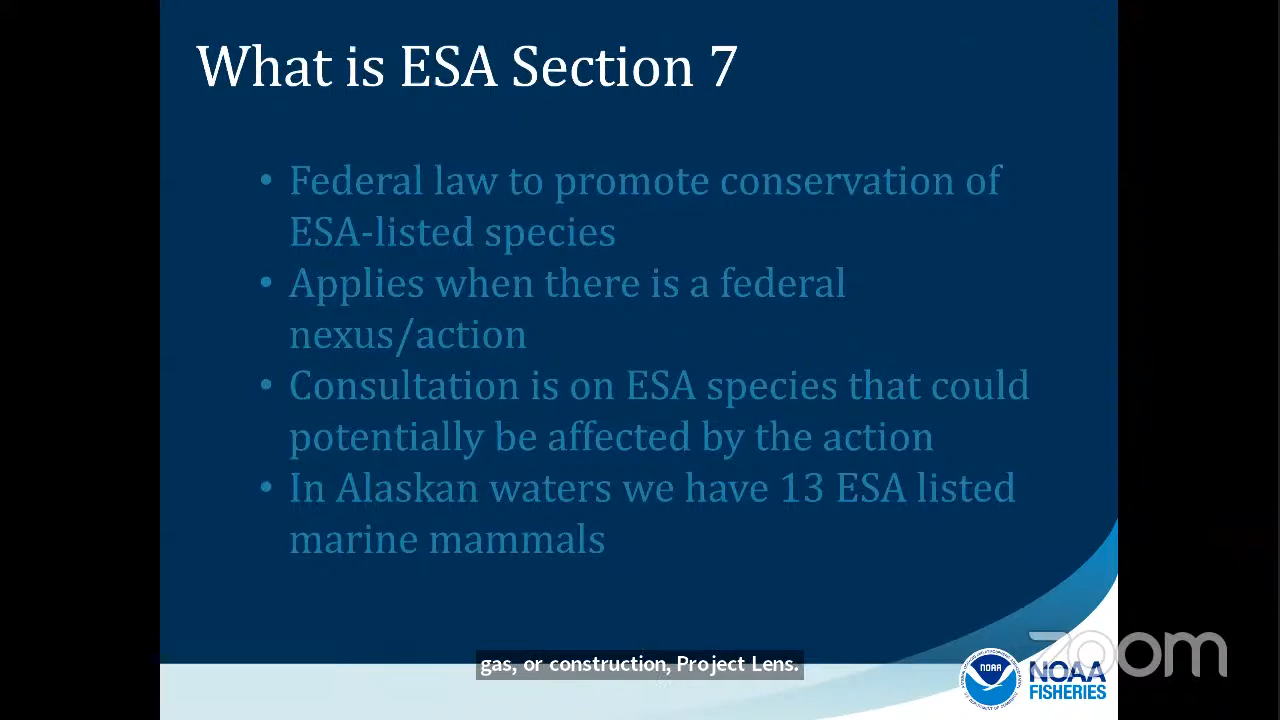 What is ESA Section 7
• Federal law to promote conservation of
ESA-listed species
• Applies when there is a federal
nexus/action
• Consultation is on ESA species that could
potentially be affected by the action
• In Alaskan waters we have 13 ESA listed
marine mammals
gas, or construction, Project Lens.
NOAA
NOAA
FISHERIES
zoom